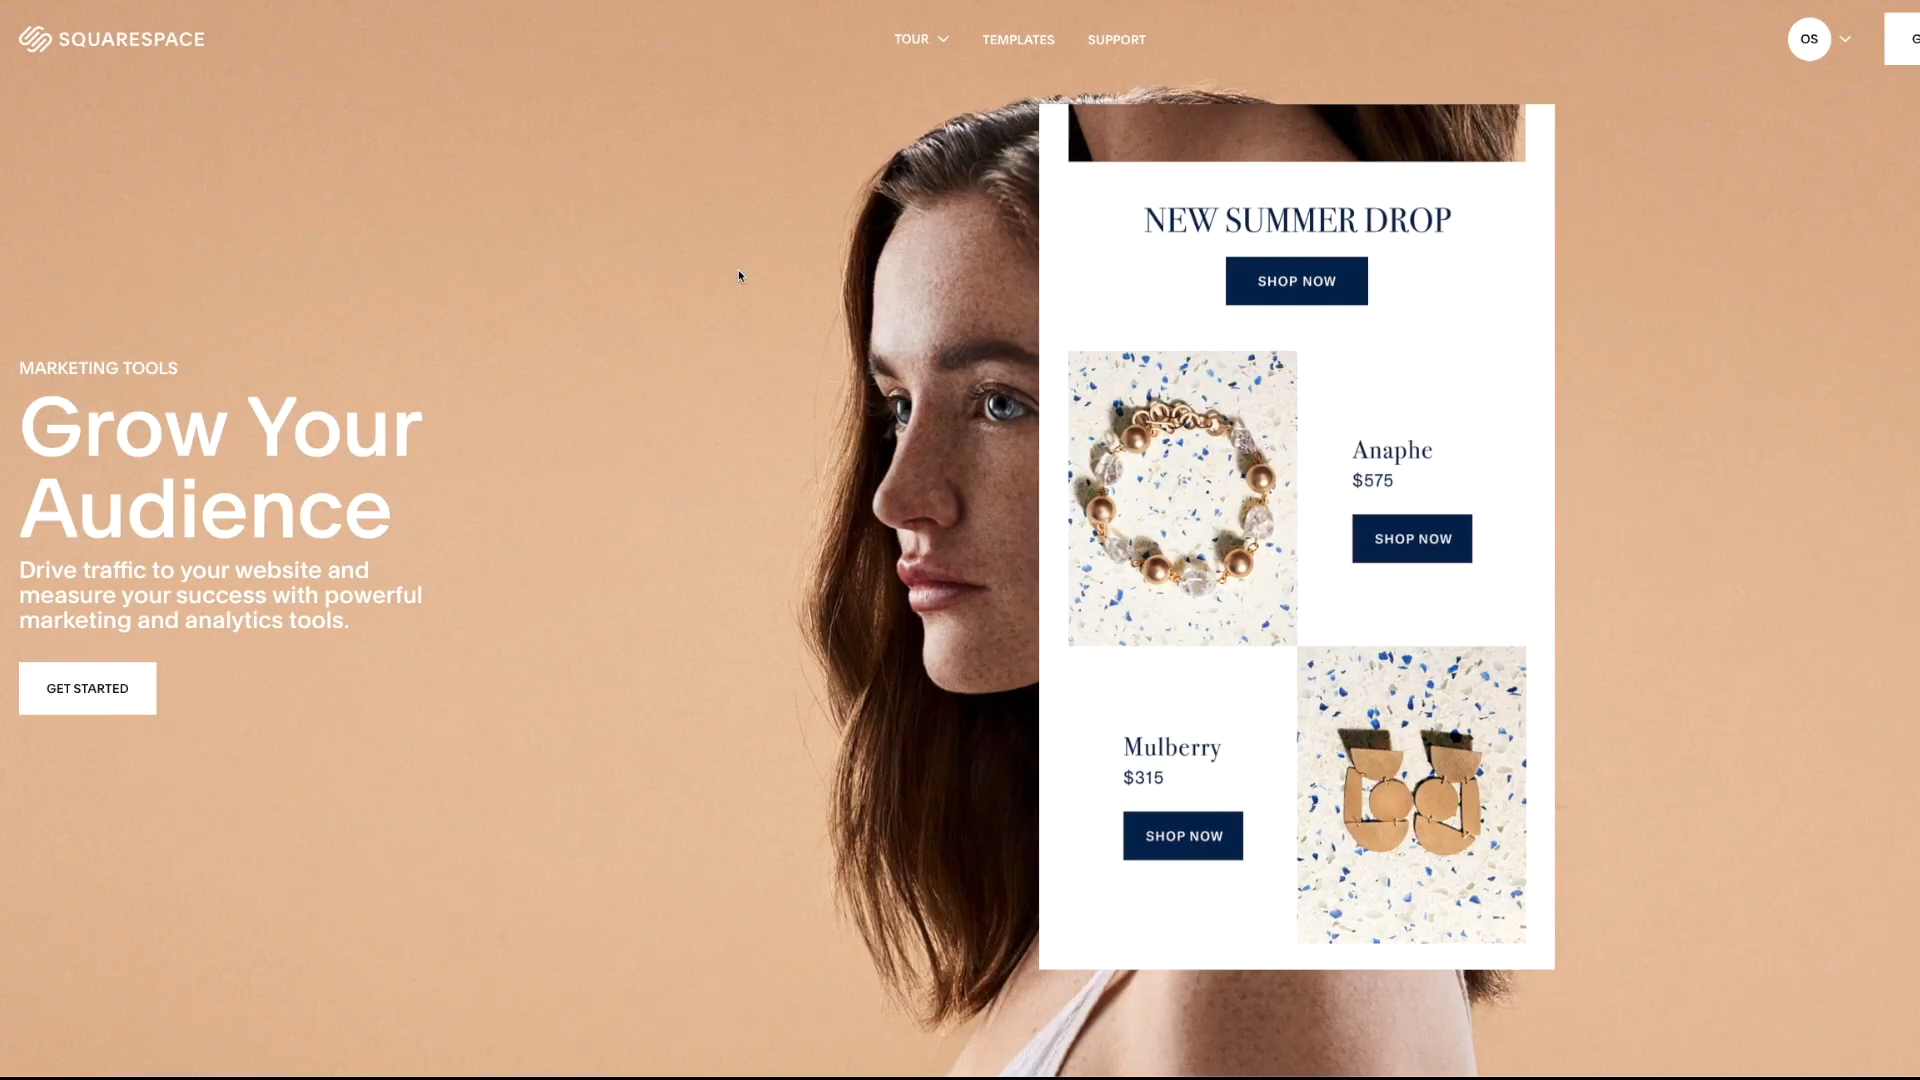 SQUARESPACE
TOUR
TEMPLATES
SUPPORT
OS
MARKETING TOOLS
Grow Your
Audience
Drive traffic to your website and
measure your success with powerful
marketing and analytics tools.
GET STARTED
NEW SUMMER DROP
SHOP NOW
Anaphe
$575
SHOP NOW
Mulberry
$315
SHOP NOW